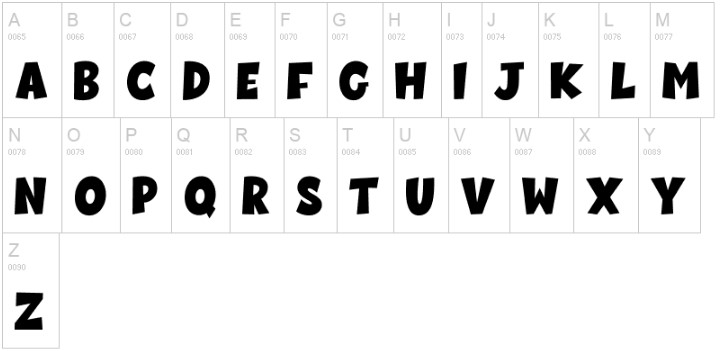 A B C D E F G H I J K L M
0065 0066 0067 0068 0069 0070 0071 0072 0073 0074 0075 0076 0077
A B C D E F G H I J K L M
N O P Q R S T U V W X Y
0078 0079 0080 0081 0082 0083 0084 0085 0086 0087 0088 0089
N O P Q R S T U V W X Y
Z
0090
Z